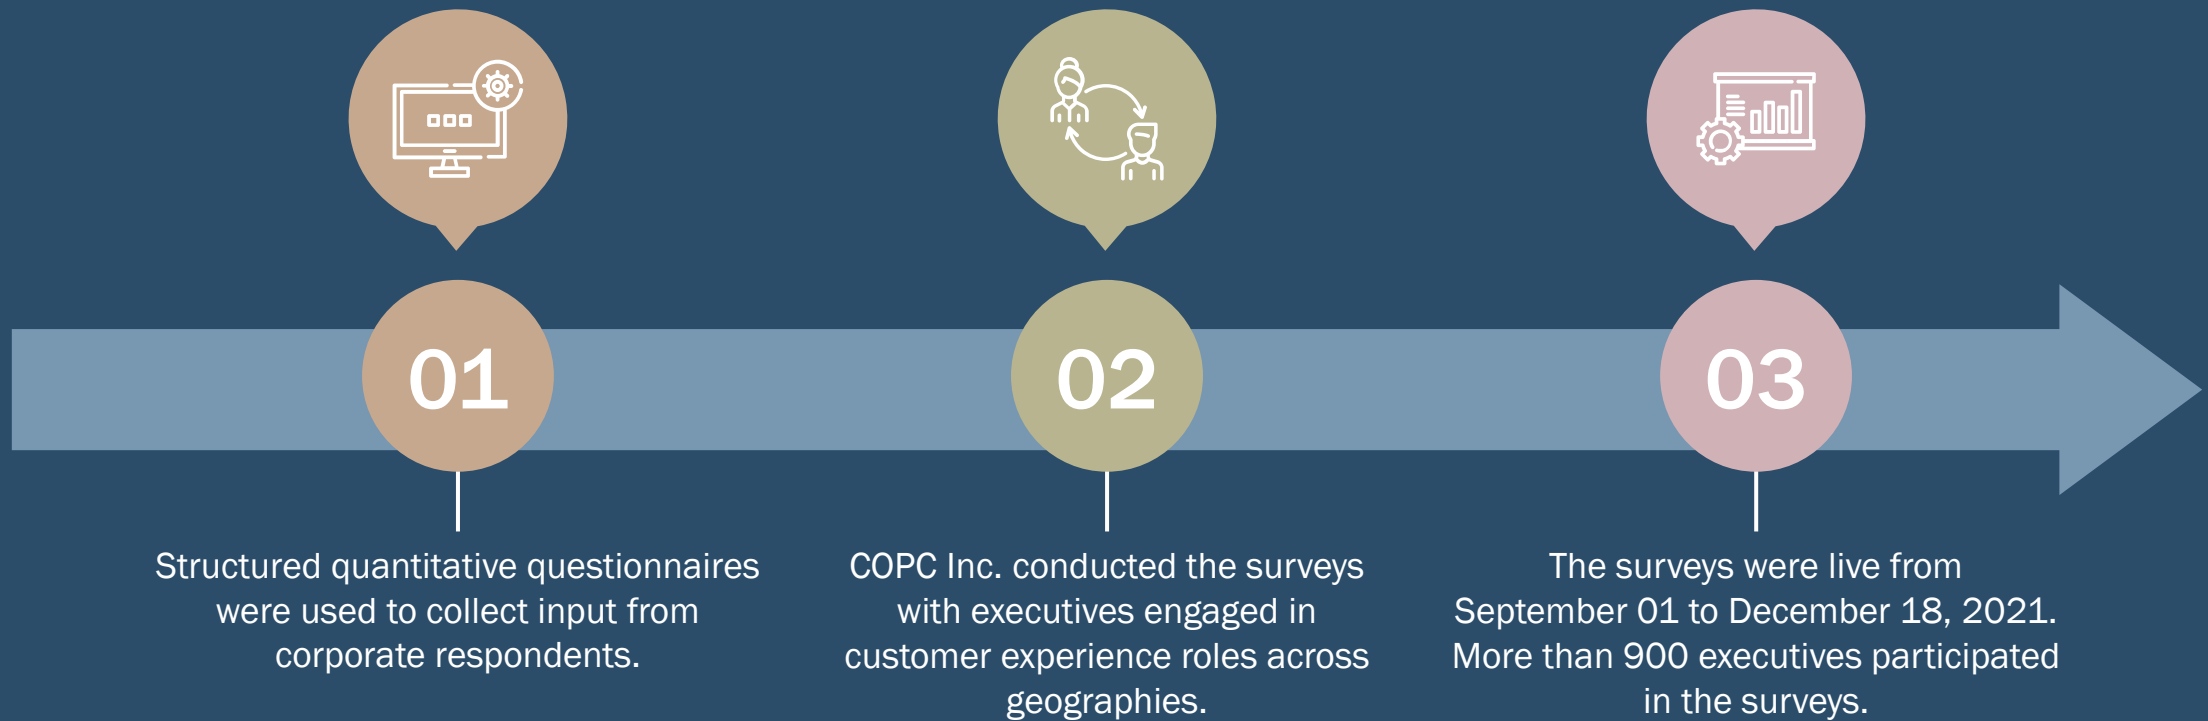 01
Structured quantitative questionnaires
were used to collect input from
corporate respondents.
02
COPC Inc. conducted the surveys
with executives engaged in
customer experience roles across
geographies.
03
The surveys were live from
September 01 to December 18, 2021.
More than 900 executives participated
in the surveys.